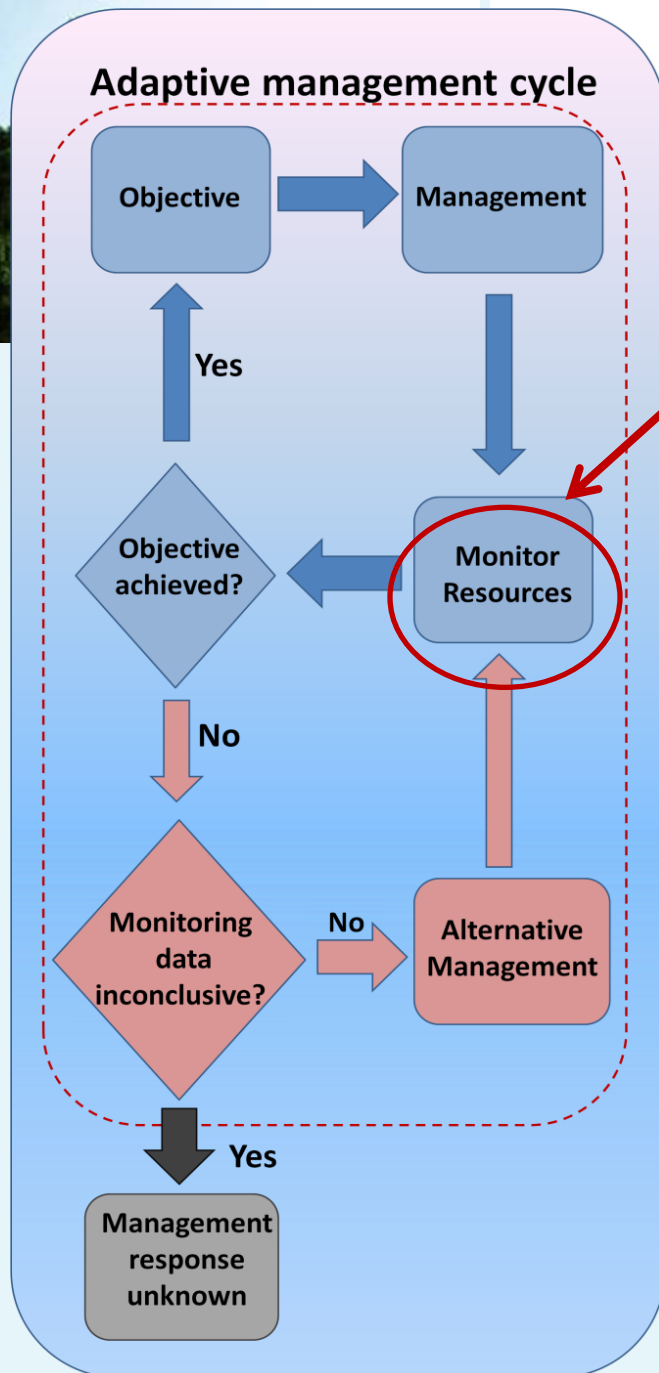 Adaptive management cycle
Objective
Management
Yes
Objective
achieved?
Monitor
Resources
No
Monitoring
data
inconclusive?
No
Alternative
Management
Yes
Management
response
unknown